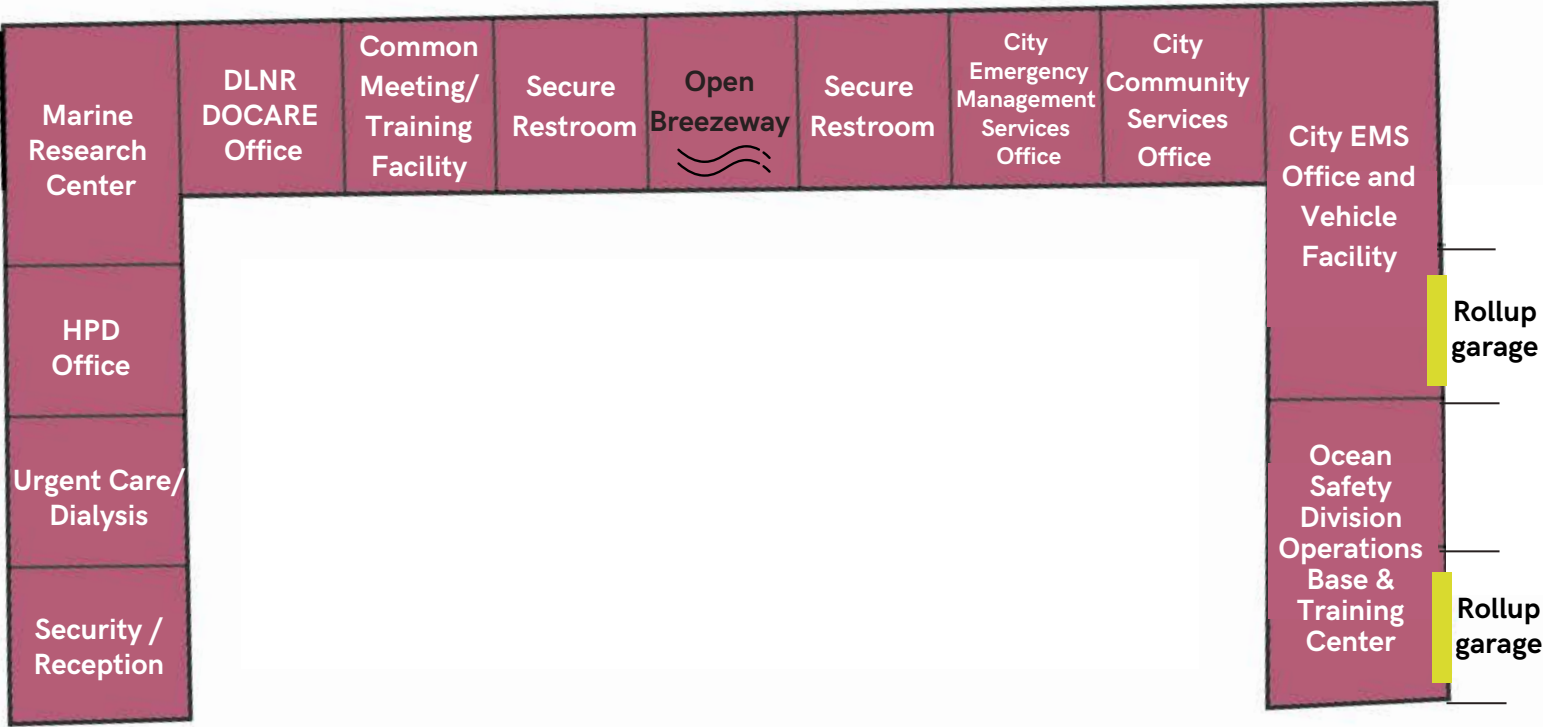 Marine
Research
Center
DLNR
DOCARE
Office
Common
Meeting/
Training
Facility
Secure
Restroom
Open
Breezeway
Secure
Restroom
City
Emergency
Management
Services
Office
City
Community
Services
Office
City EMS
Office and
Vehicle
Facility
Rollup
garage
HPD
Office
Urgent Care/
Dialysis
Security /
Reception
Ocean
Safety
Division
Operations
Base &
Training
Center
Rollup
garage